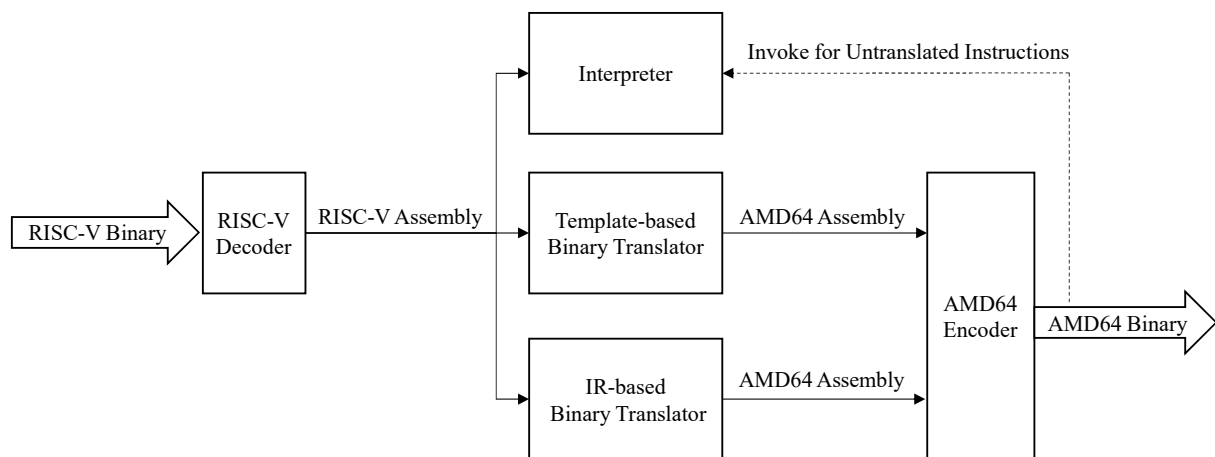 Invoke for Untranslated Instructions
Interpreter
RISC-V Binary
RISC-V
Decoder
RISC-V Assembly
Template-based
Binary Translator
AMD64 Assembly
AMD64
Encoder
AMD64 Binary
IR-based
Binary Translator
AMD64 Assembly